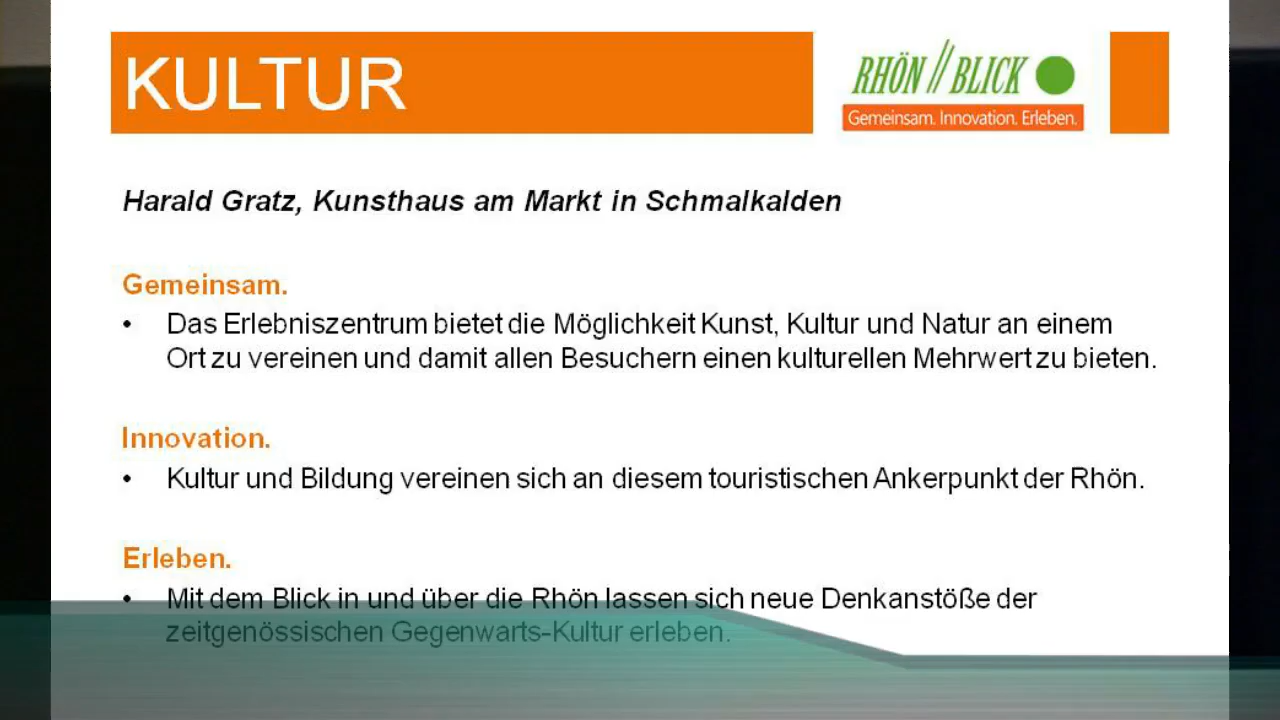 KULTUR
RHÖN // BLICK
Gemeinsam. Innovation. Erleben.
Harald Gratz, Kunsthaus am Markt in Schmalkalden
Gemeinsam.
• Das Erlebniszentrum bietet die Möglichkeit Kunst, Kultur und Natur an einem
Ort zu vereinen und damit allen Besuchern einen kulturellen Mehrwert zu bieten.
Innovation.
• Kultur und Bildung vereinen sich an diesem touristischen Ankerpunkt der Rhön.
Erleben.
• Mit dem Blick in und über die Rhön lassen sich neue Denkanstöße der
zeitgenössischen Gegenwarts-Kultur erleben.